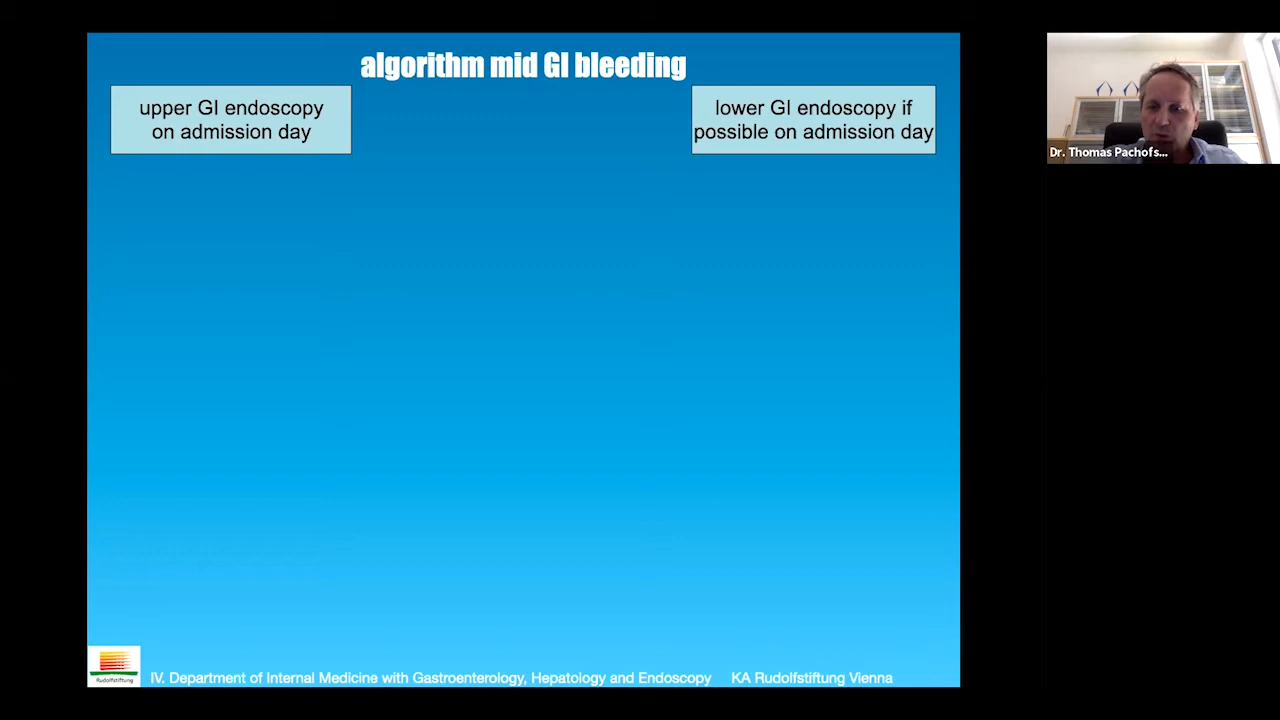 algorithm mid GI bleeding
upper GI endoscopy
on admission day
lower GI endoscopy if
possible on admission day
Dr. Thomas Pachofs...
Rudolfstiftung
IV. Department of Internal Medicine with Gastroenterology, Hepatology and Endoscopy KA Rudolfstiftung Vienna